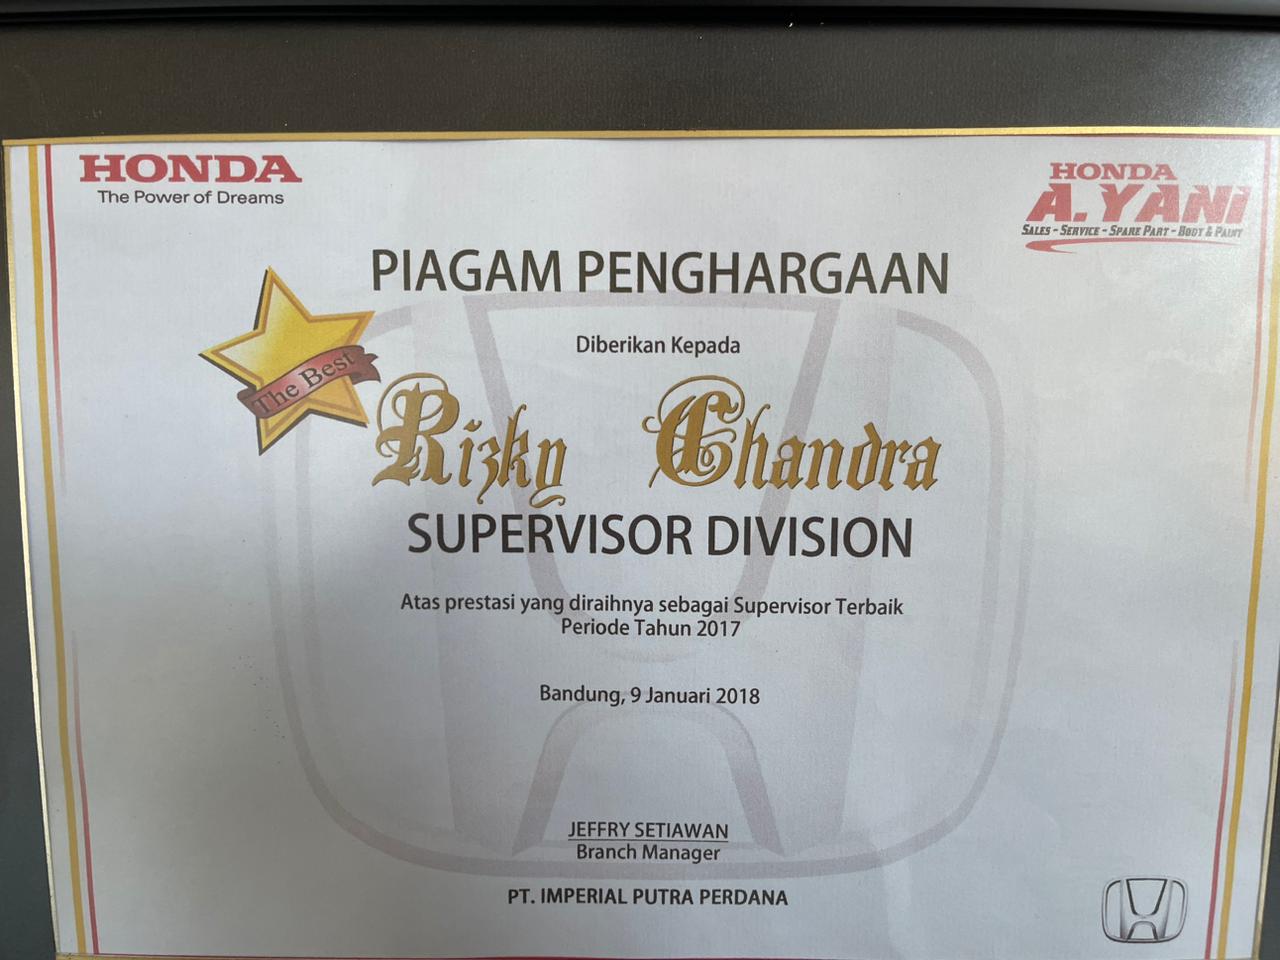 HONDA
The Power of Dreams
HONDA
A.YANI
SALES - SERVICE - SPARE PART - BODY & PAINT
PIAGAM PENGHARGAAN
Diberikan Kepada
The Best
Rizky Chandra
SUPERVISOR DIVISION
Atas prestasi yang diraihnya sebagai Supervisor Terbaik
Periode Tahun 2017
Bandung, 9 Januari 2018
JEFFRY SETIAWAN
Branch Manager
PT. IMPERIAL PUTRA PERDANA